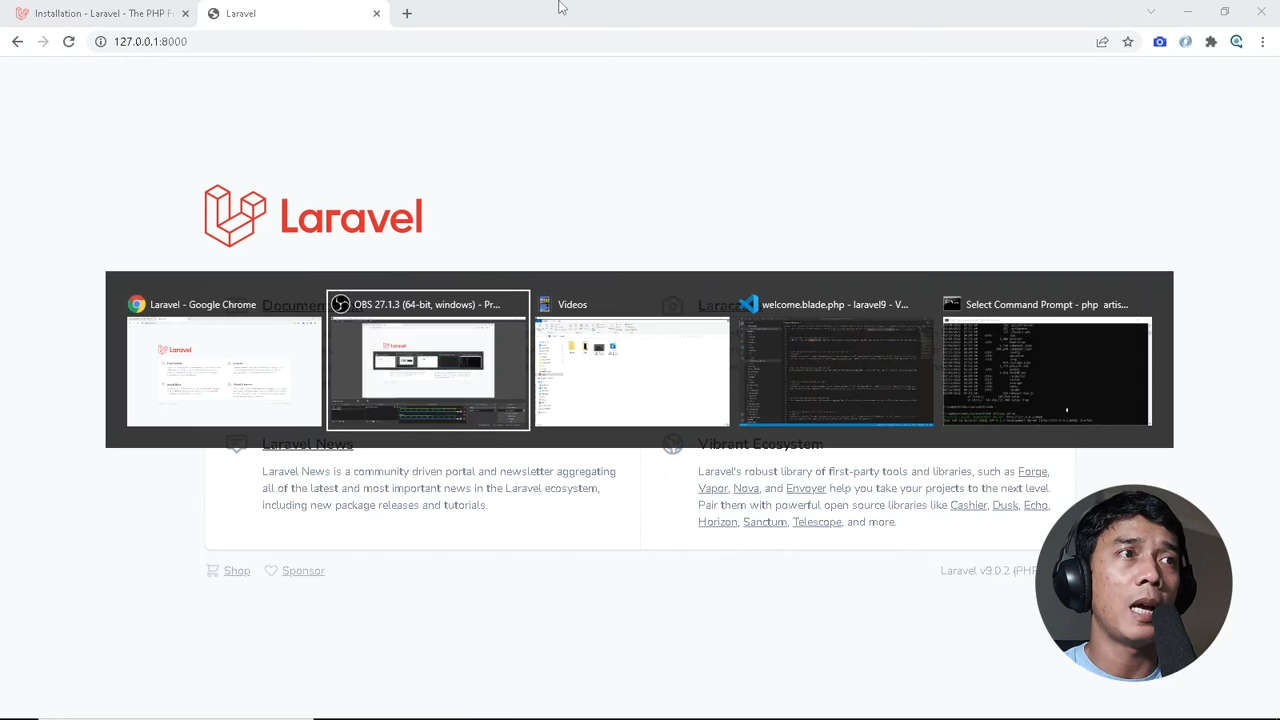 Installation - Laravel - The PHP F
Laravel
127.0.0.1:8000
Laravel
Laravel - Google Chrome
OBS 27.1.3 (64-bit, windows) - Pr...
Videos
welcome.blade.php - laravel9 - V...
Select Command Prompt - php artis...
Laravel
Laravel
Laravel News
Laravel News is a community driven portal and newsletter aggregating
all of the latest and most important news in the Laravel ecosystem,
including new package releases and tutorials.
Vibrant Ecosystem
Laravel's robust library of first-party tools and libraries, such as Forge,
Vapor, Nova, and Envoyer help you take your projects to the next level.
Pair them with powerful open source libraries like Cashier, Dusk, Echo,
Horizon, Sanctum, Telescope, and more.
Shop
Sponsor
Laravel v9.0.2 (PHP